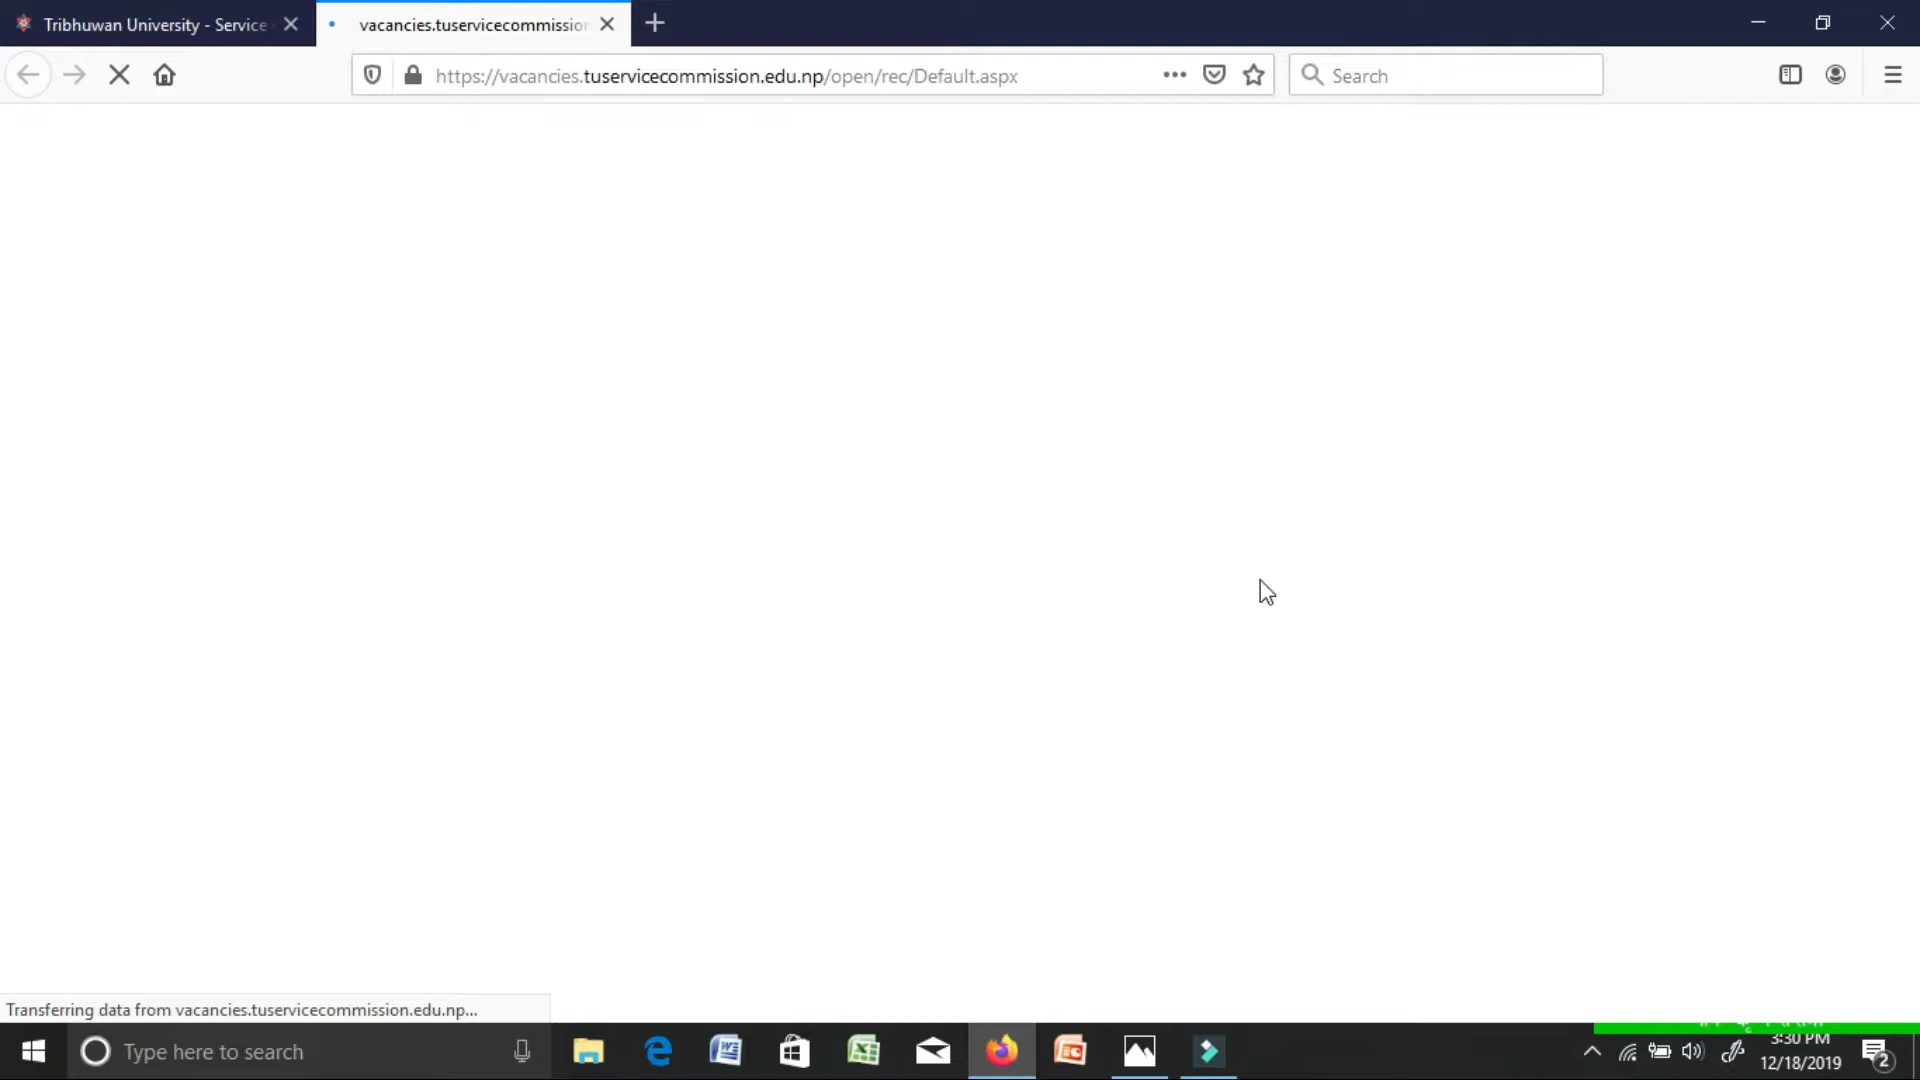 Tribhuwan University - Service
vacancies.tuservicecommission
https://vacancies.tuservicecommission.edu.np/open/rec/Default.aspx
Search
Transferring data from vacancies.tuservicecommission.edu.np...
Type here to search
3:30 PM
12/18/2019
2